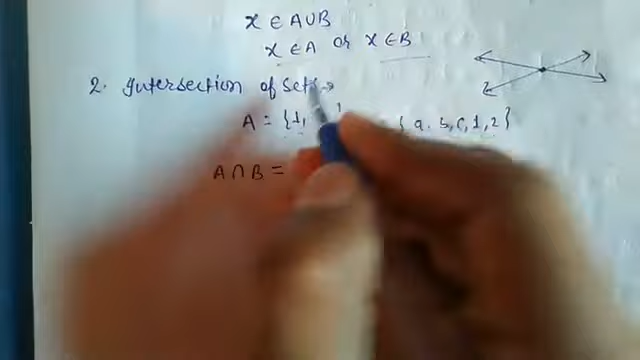 x ∈ A∪B
x ∈ A or x ∈ B
2. Intersection of Sets→
A = {1, { a. b, c, 1, 2 }
A ∩ B =